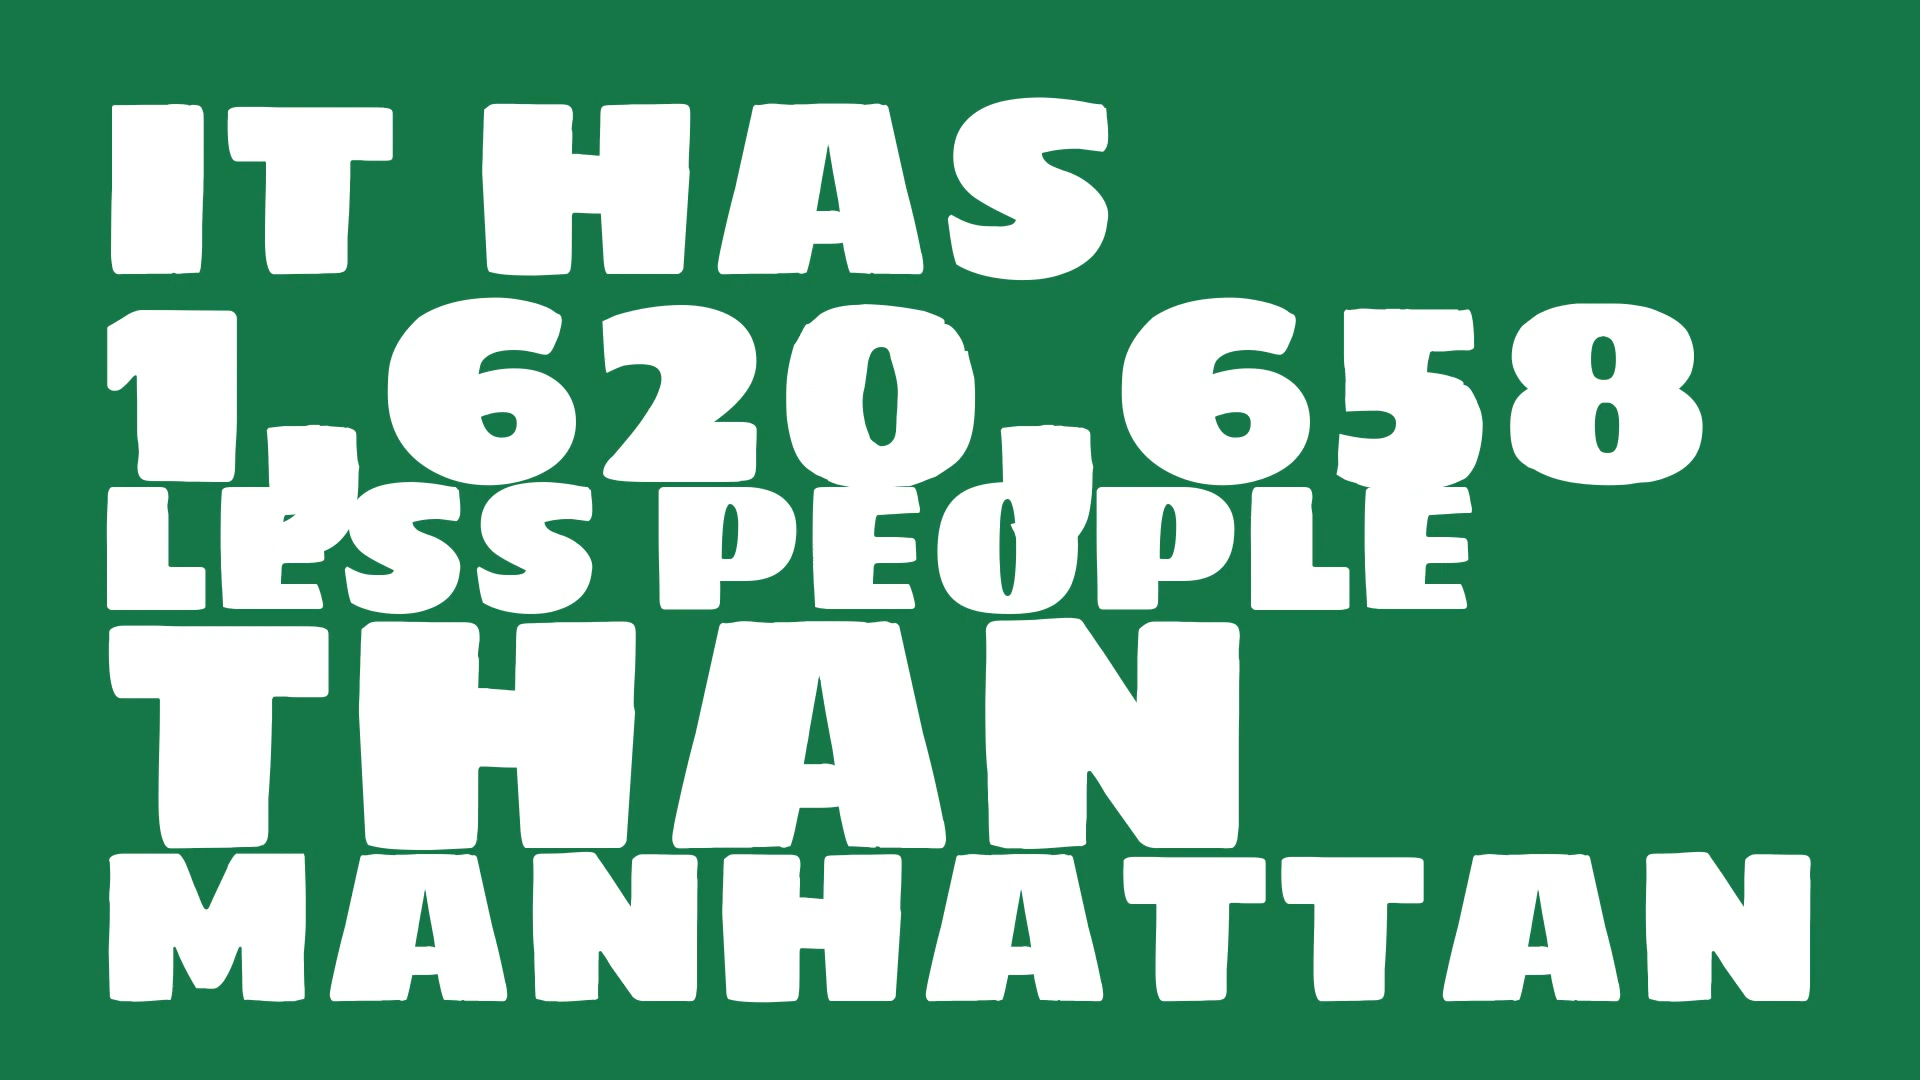 IT HAS
1,620,658
LESS PEOPLE
THAN
MANHATTAN